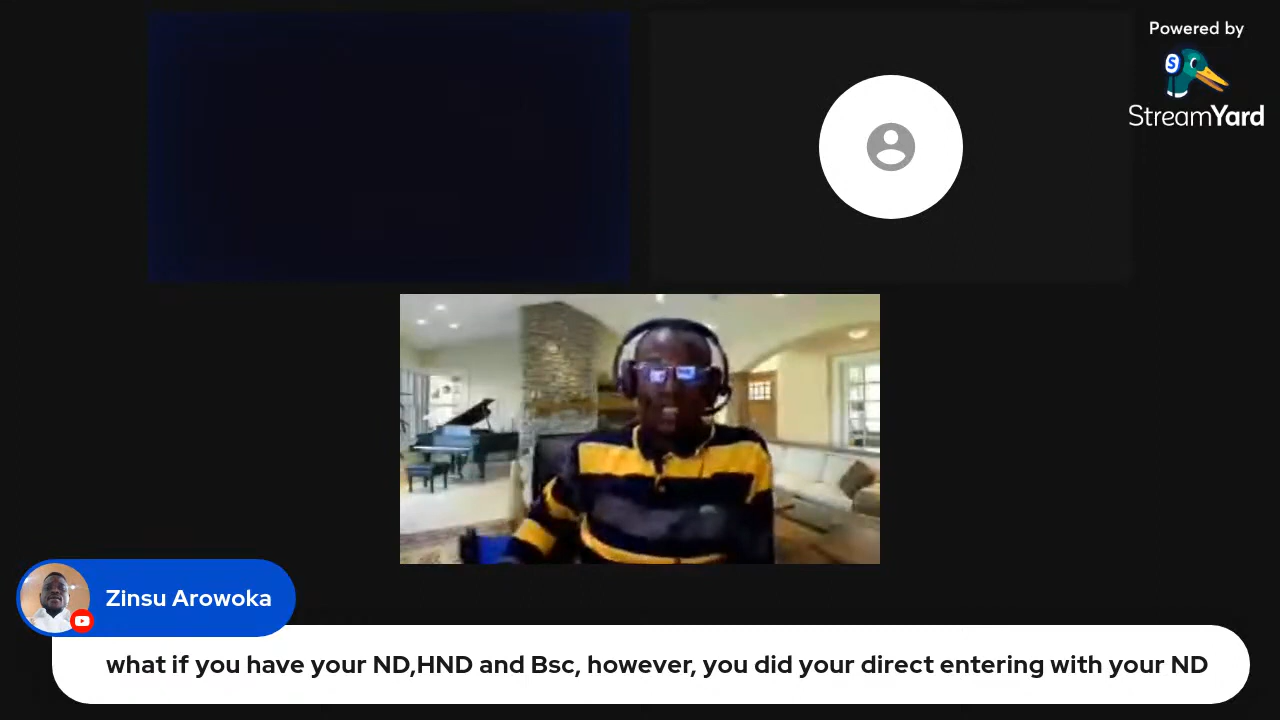 Powered by
StreamYard
Zinsu Arowoka
what if you have your ND,HND and Bsc, however, you did your direct entering with your ND